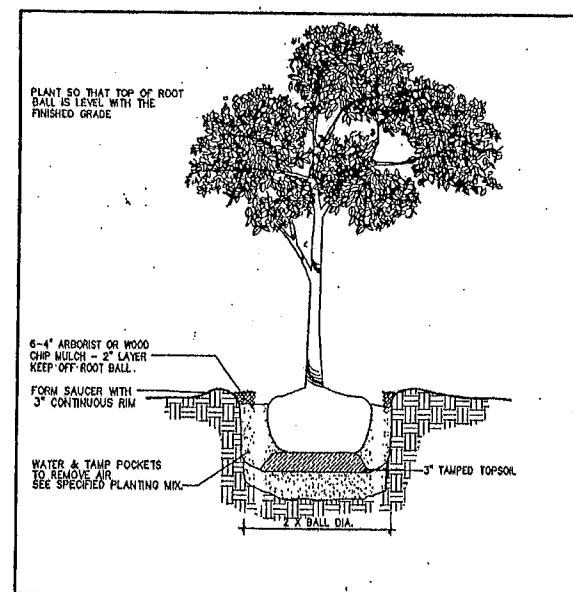 PLANT SO THAT TOP OF ROOT
BALL IS LEVEL WITH THE
FINISHED GRADE
6-4" ARBORIST OR WOOD
CHIP MULCH - 2" LAYER
KEEP OFF ROOT BALL.
FORM SAUCER WITH
3" CONTINUOUS RIM
WATER & TAMP POCKETS
TO REMOVE AIR
SEE SPECIFIED PLANTING MIX.
3" TAMPED TOPSOIL
2 X BALL DIA.